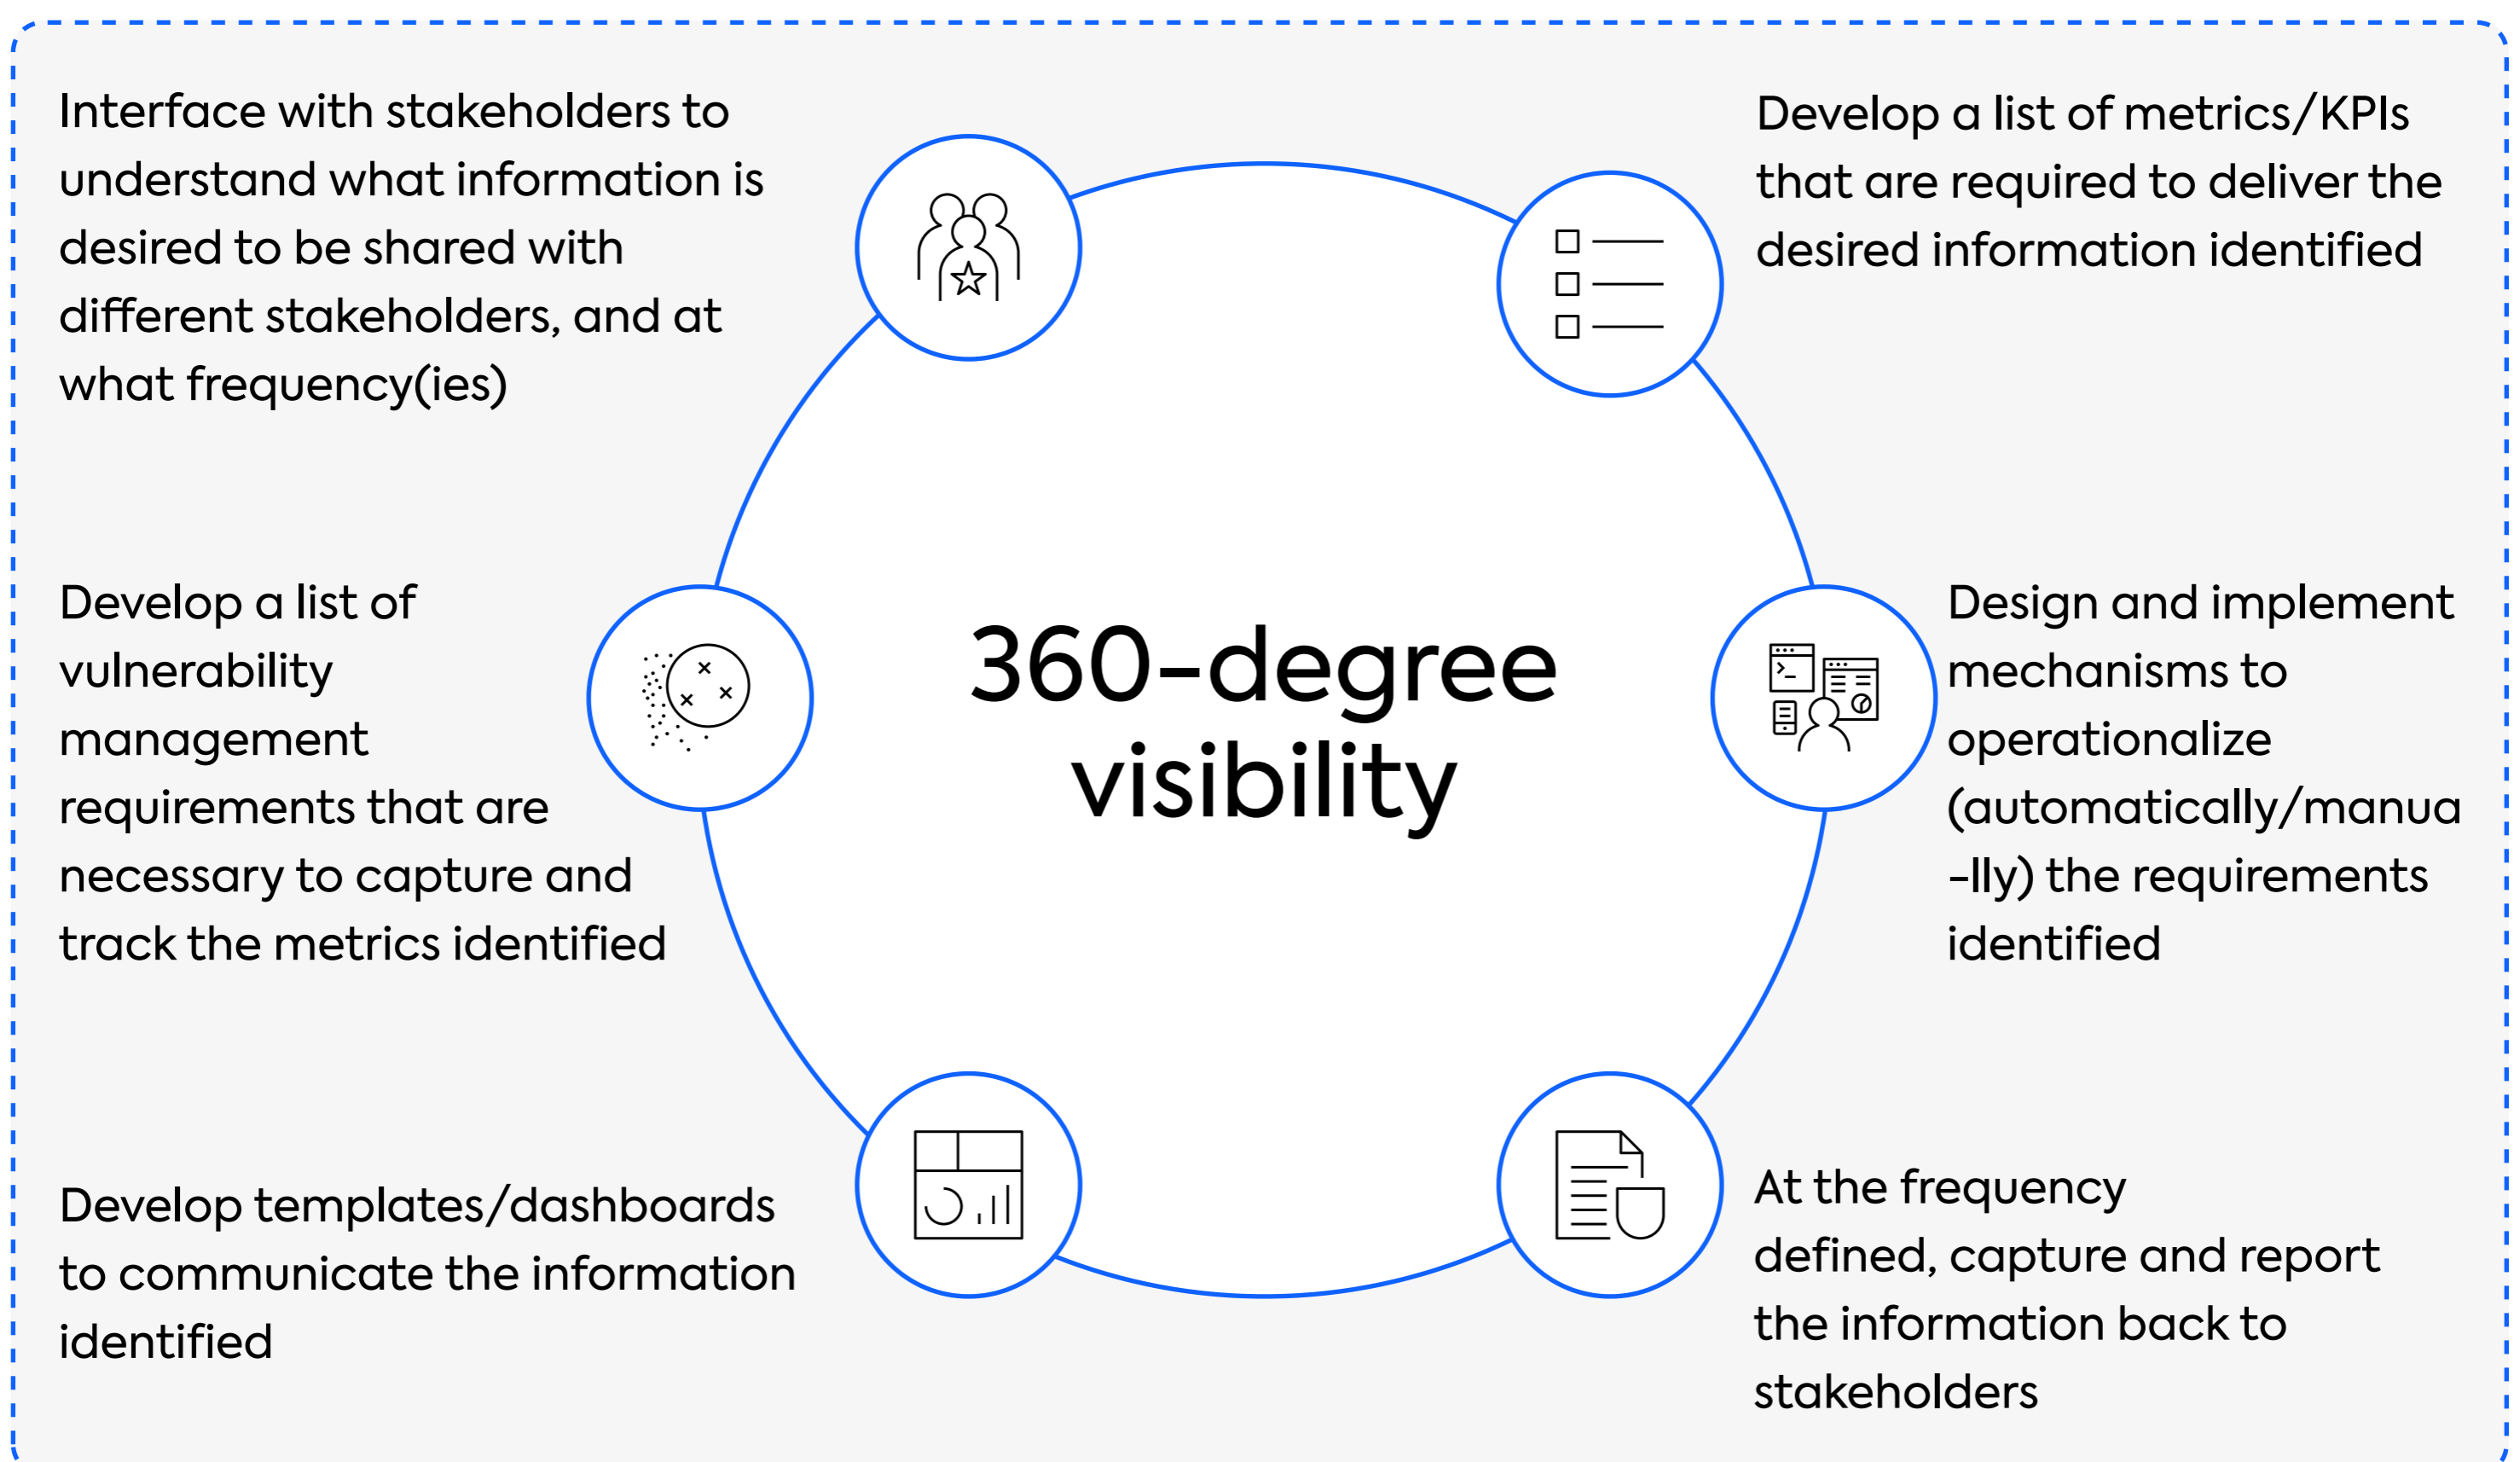 Interface with stakeholders to
understand what information is
desired to be shared with
different stakeholders, and at
what frequency(ies)
Develop a list of metrics/KPIs
that are required to deliver the
desired information identified
Develop a list of
vulnerability
management
requirements that are
necessary to capture and
track the metrics identified
360-degree
visibility
Design and implement
mechanisms to
operationalize
(automatically/manua
-lly) the requirements
identified
Develop templates/dashboards
to communicate the information
identified
At the frequency
defined, capture and report
the information back to
stakeholders